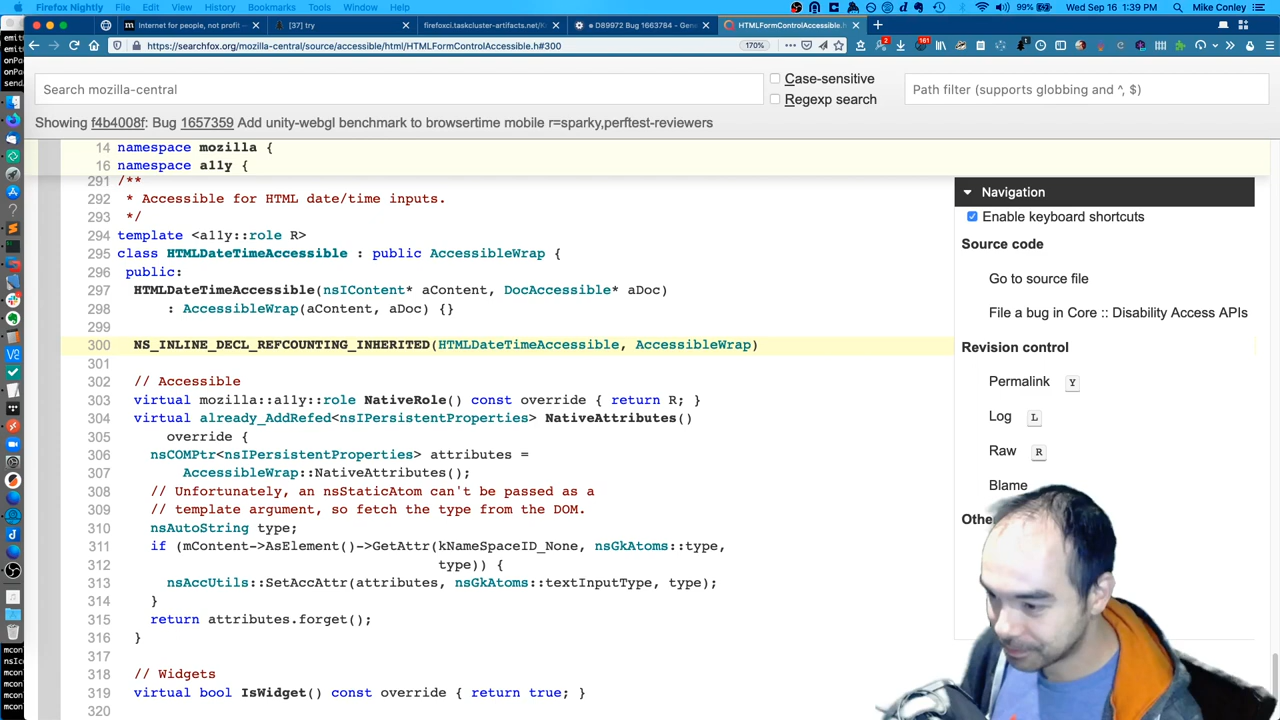 Firefox Nightly File Edit View History Bookmarks Tools Window Help
99% Wed Sep 16 1:39 PM Mike Conley
Internet for people, not profit
[37] try
firefoxci.taskcluster-artifacts.net/
D89972 Bug 1663784
HTMLFormControlAccessible.h
https://searchfox.org/mozilla-central/source/accessible/html/HTMLFormControlAccessible.h#300
170%
Search mozilla-central
Case-sensitive
Regexp search
Path filter (supports globbing and ^, $)
Showing f4b4008f: Bug 1657359 Add unity-webgl benchmark to browsertime mobile r=sparky,perftest-reviewers
14 namespace mozilla {
16 namespace a11y {
291 /**
292 * Accessible for HTML date/time inputs.
293 */
294 template <a11y::role R>
295 class HTMLDateTimeAccessible : public AccessibleWrap {
296 public:
297 HTMLDateTimeAccessible(nsIContent* aContent, DocAccessible* aDoc)
298 : AccessibleWrap(aContent, aDoc) {}
299
300 NS_INLINE_DECL_REFCOUNTING_INHERITED(HTMLDateTimeAccessible, AccessibleWrap)
301
302 // Accessible
303 virtual mozilla::a11y::role NativeRole() const override { return R; }
304 virtual already_AddRefed<nsIPersistentProperties> NativeAttributes()
305 override {
306 nsCOMPtr<nsIPersistentProperties> attributes =
307 AccessibleWrap::NativeAttributes();
308 // Unfortunately, an nsStaticAtom can't be passed as a
309 // template argument, so fetch the type from the DOM.
310 nsAutoString type;
311 if (mContent->AsElement()->GetAttr(kNameSpaceID_None, nsGkAtoms::type,
312 type)) {
313 nsAccUtils::SetAccAttr(attributes, nsGkAtoms::textInputType, type);
314 }
315 return attributes.forget();
316 }
317
318 // Widgets
319 virtual bool IsWidget() const override { return true; }
320
Navigation
Enable keyboard shortcuts
Source code
Go to source file
File a bug in Core :: Disability Access APIs
Revision control
Permalink Y
Log L
Raw R
Blame